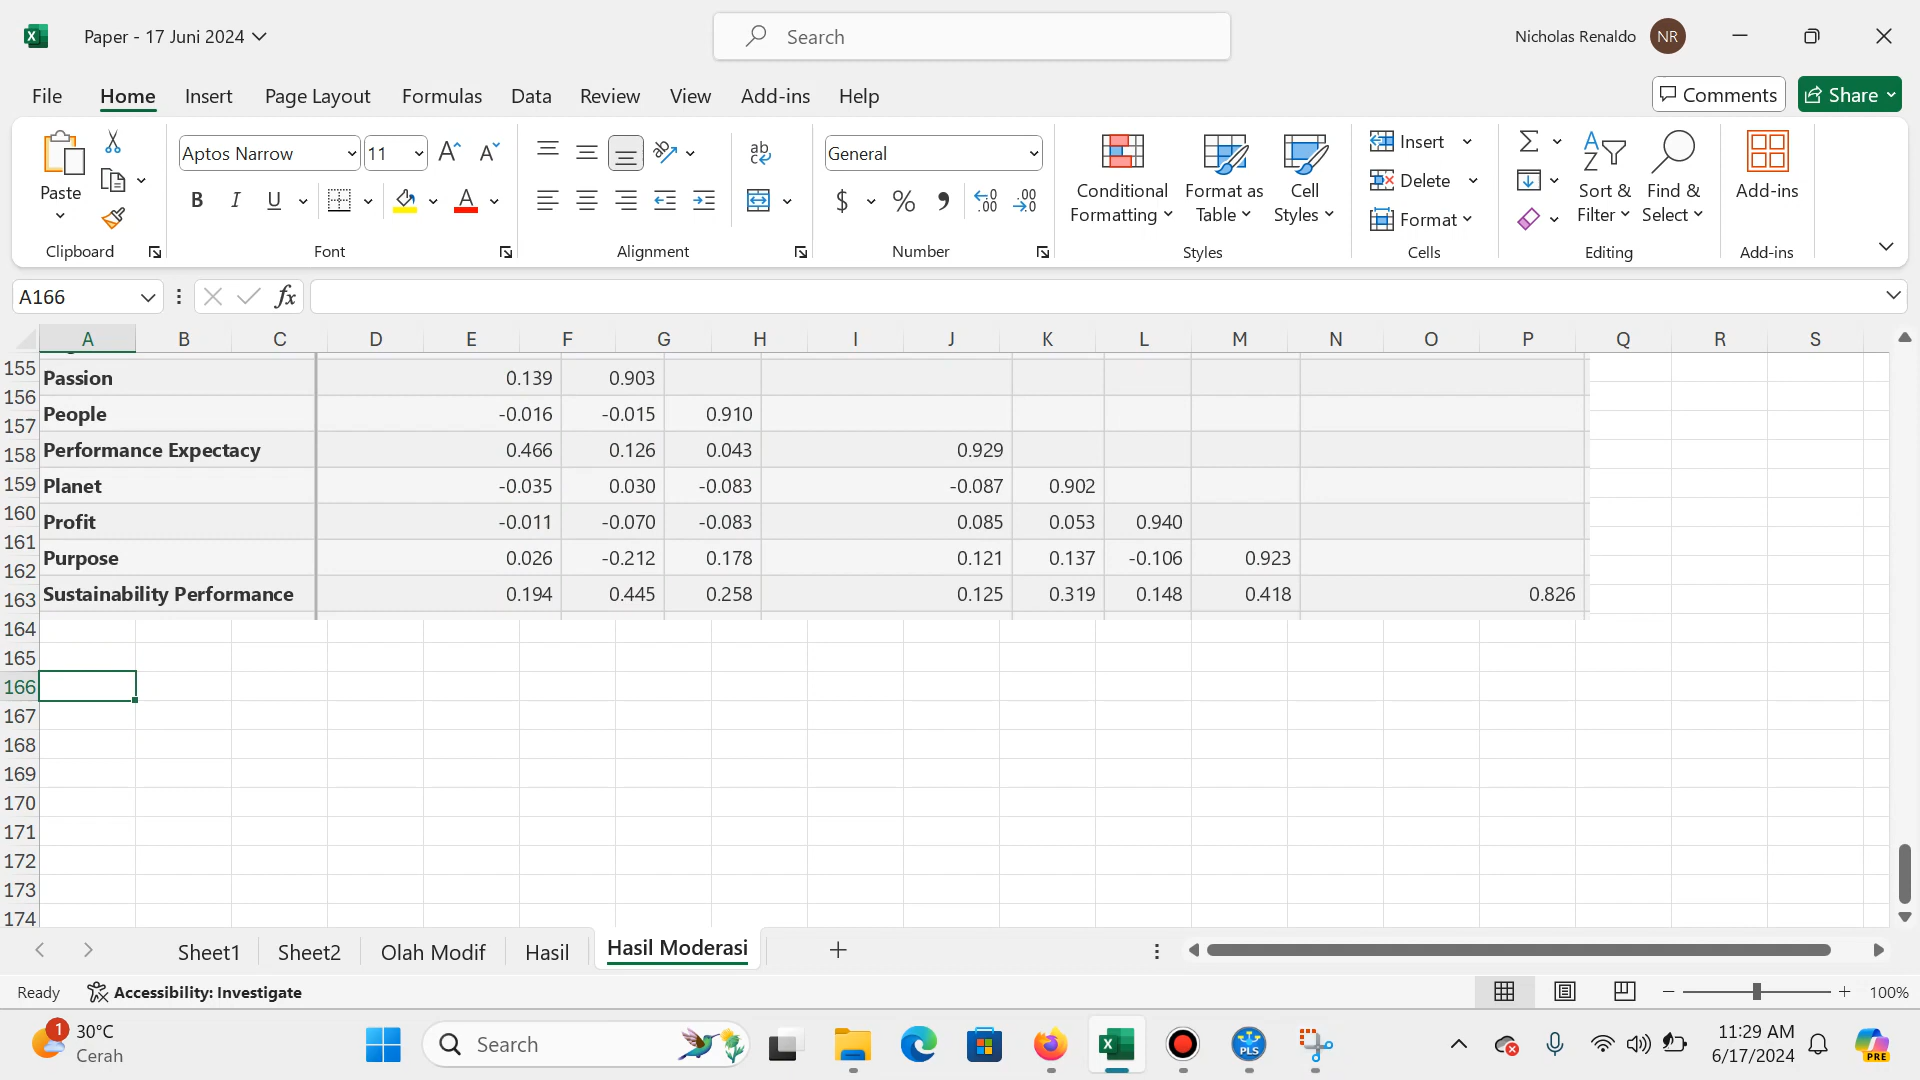 Paper - 17 Juni 2024
Search
Nicholas Renaldo NR
File Home Insert Page Layout Formulas Data Review View Add-ins Help
Comments Share
Paste
Clipboard
Aptos Narrow 11
B I U
Font
Alignment
General
$ % ,
Number
Conditional Formatting
Format as Table
Cell Styles
Styles
Insert
Delete
Format
Cells
Sort & Filter
Find & Select
Editing
Add-ins
Add-ins
A166 fx
A B C D E F G H I J K L M N O P Q R S
155 Passion 0.139 0.903
156 People -0.016 -0.015 0.910
157
158 Performance Expectacy 0.466 0.126 0.043 0.929
159 Planet -0.035 0.030 -0.083 -0.087 0.902
160 Profit -0.011 -0.070 -0.083 0.085 0.053 0.940
161 Purpose 0.026 -0.212 0.178 0.121 0.137 -0.106 0.923
162
163 Sustainability Performance 0.194 0.445 0.258 0.125 0.319 0.148 0.418 0.826
164
165
166
167
168
169
170
171
172
173
174
Sheet1 Sheet2 Olah Modif Hasil Hasil Moderasi
Ready Accessibility: Investigate 100%
1 30°C
Cerah
Search
PLS
11:29 AM
6/17/2024
PRE